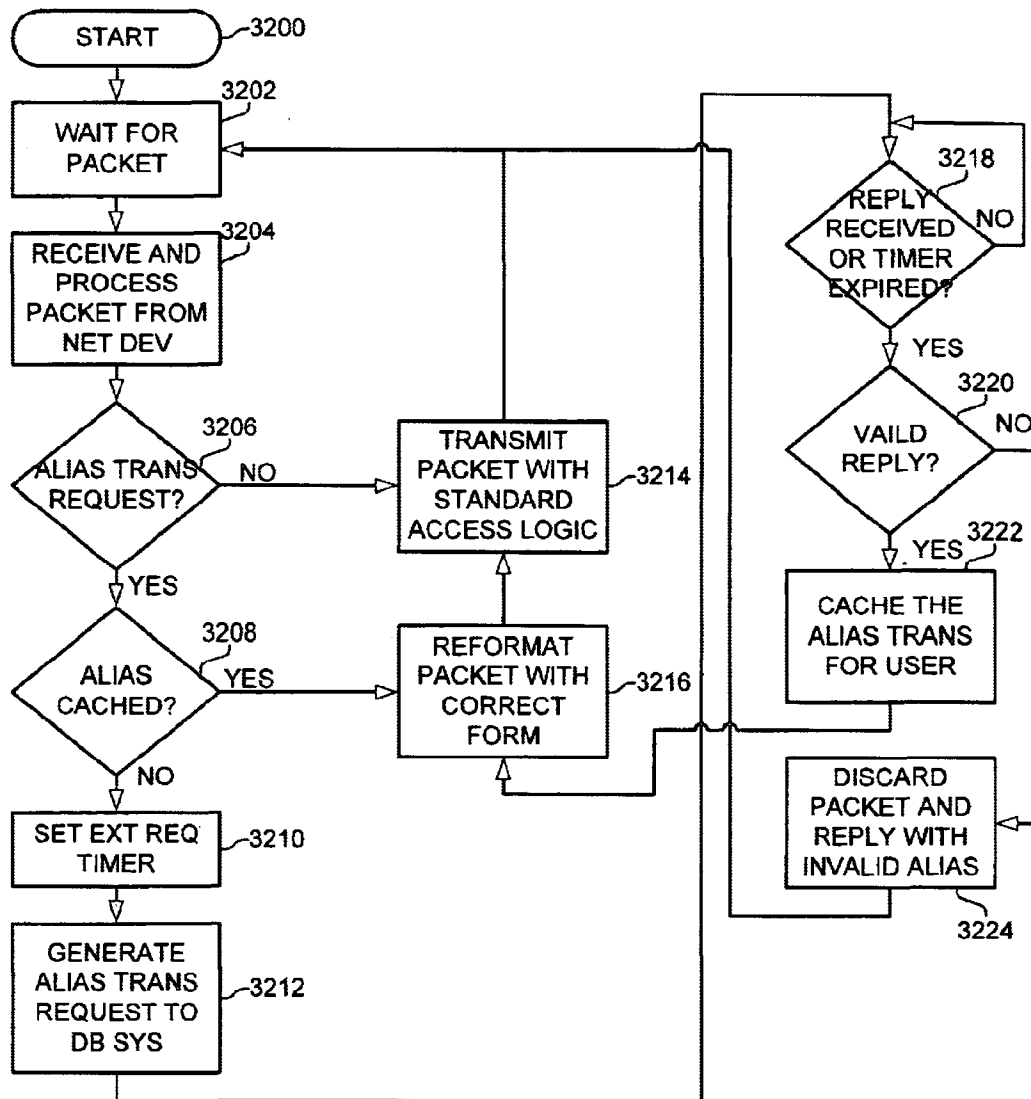 START
3200
3202
WAIT FOR
PACKET
3204
RECEIVE AND
PROCESS
PACKET FROM
NET DEV
3206
ALIAS TRANS
REQUEST?
NO
YES
3208
ALIAS
CACHED?
YES
NO
SET EXT REQ
TIMER
3210
GENERATE
ALIAS TRANS
REQUEST TO
DB SYS
3212
TRANSMIT
PACKET WITH
STANDARD
ACCESS LOGIC
3214
REFORMAT
PACKET WITH
CORRECT
FORM
3216
3218
REPLY
RECEIVED
OR TIMER
EXPIRED?
NO
YES
3220
VAILD
REPLY?
NO
YES
3222
CACHE THE
ALIAS TRANS
FOR USER
DISCARD
PACKET AND
REPLY WITH
INVALID ALIAS
3224